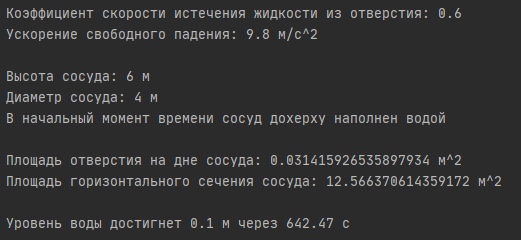 Коэффициент скорости истечения жидкости из отверстия: 0.6
Ускорение свободного падения: 9.8 м/с^2
Высота сосуда: 6 м
Диаметр сосуда: 4 м
В начальный момент времени сосуд дохерху наполнен водой
Площадь отверстия на дне сосуда: 0.031415926535897934 м^2
Площадь горизонтального сечения сосуда: 12.566370614359172 м^2
Уровень воды достигнет 0.1 м через 642.47 с